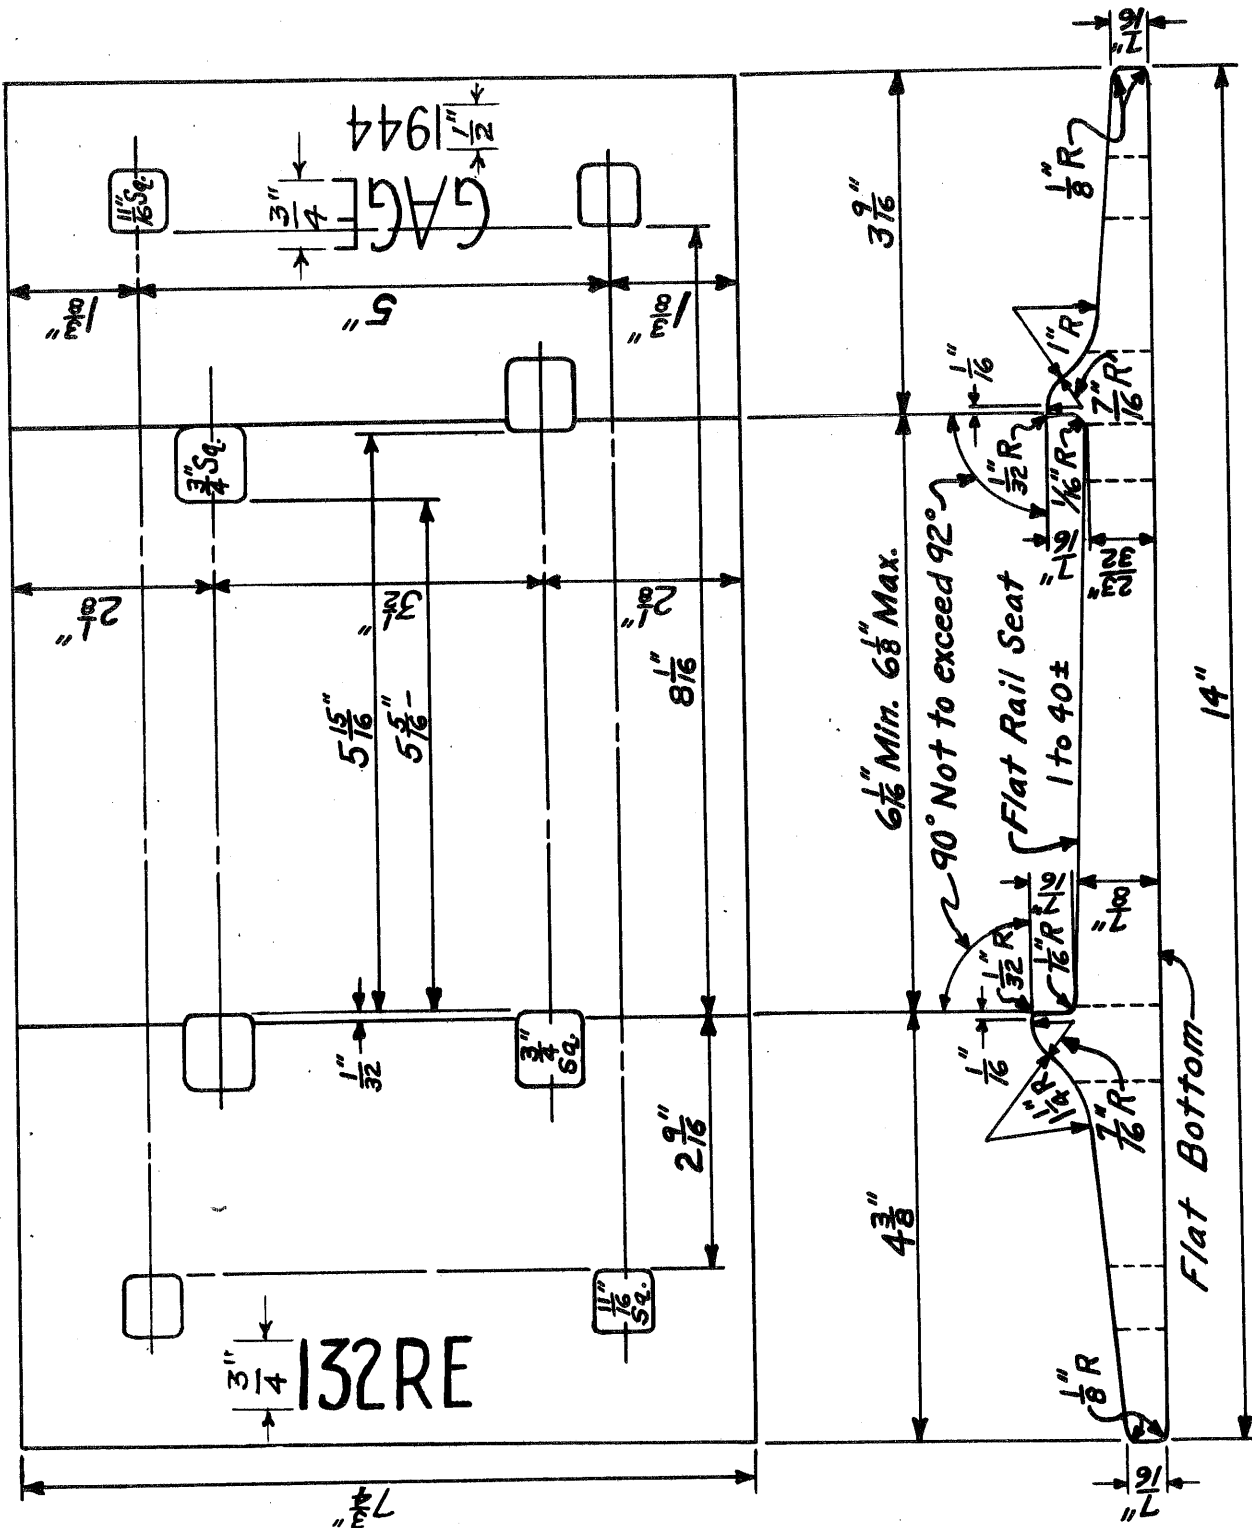 7 3/4"
3/4"
132RE
11/16"
Sq.
2 9/16"
1/32"
3/4"
Sq.
2 1/8"
3 1/2"
2 1/8"
5 15/16"
5 5/16"-
8 1/16"
3/4" Sq.
1 3/8"
5"
1 3/8"
11/16" Sq.
3/4"
GAGE
1944
1/2"
4 3/8"
6 1/16" Min. 6 1/8" Max.
3 9/16"
90° Not to exceed 92°
1/16"
1/32" R
1/16" R
7/16"
1/32" R
1/16" R
7/16"
1/16"
1 1/4" R
7/16" R
Flat Rail Seat
1 to 40±
1" R
7/16" R
1/8" R
1/8" R
7/16"
7/8"
23/32"
7/16"
Flat Bottom
14"